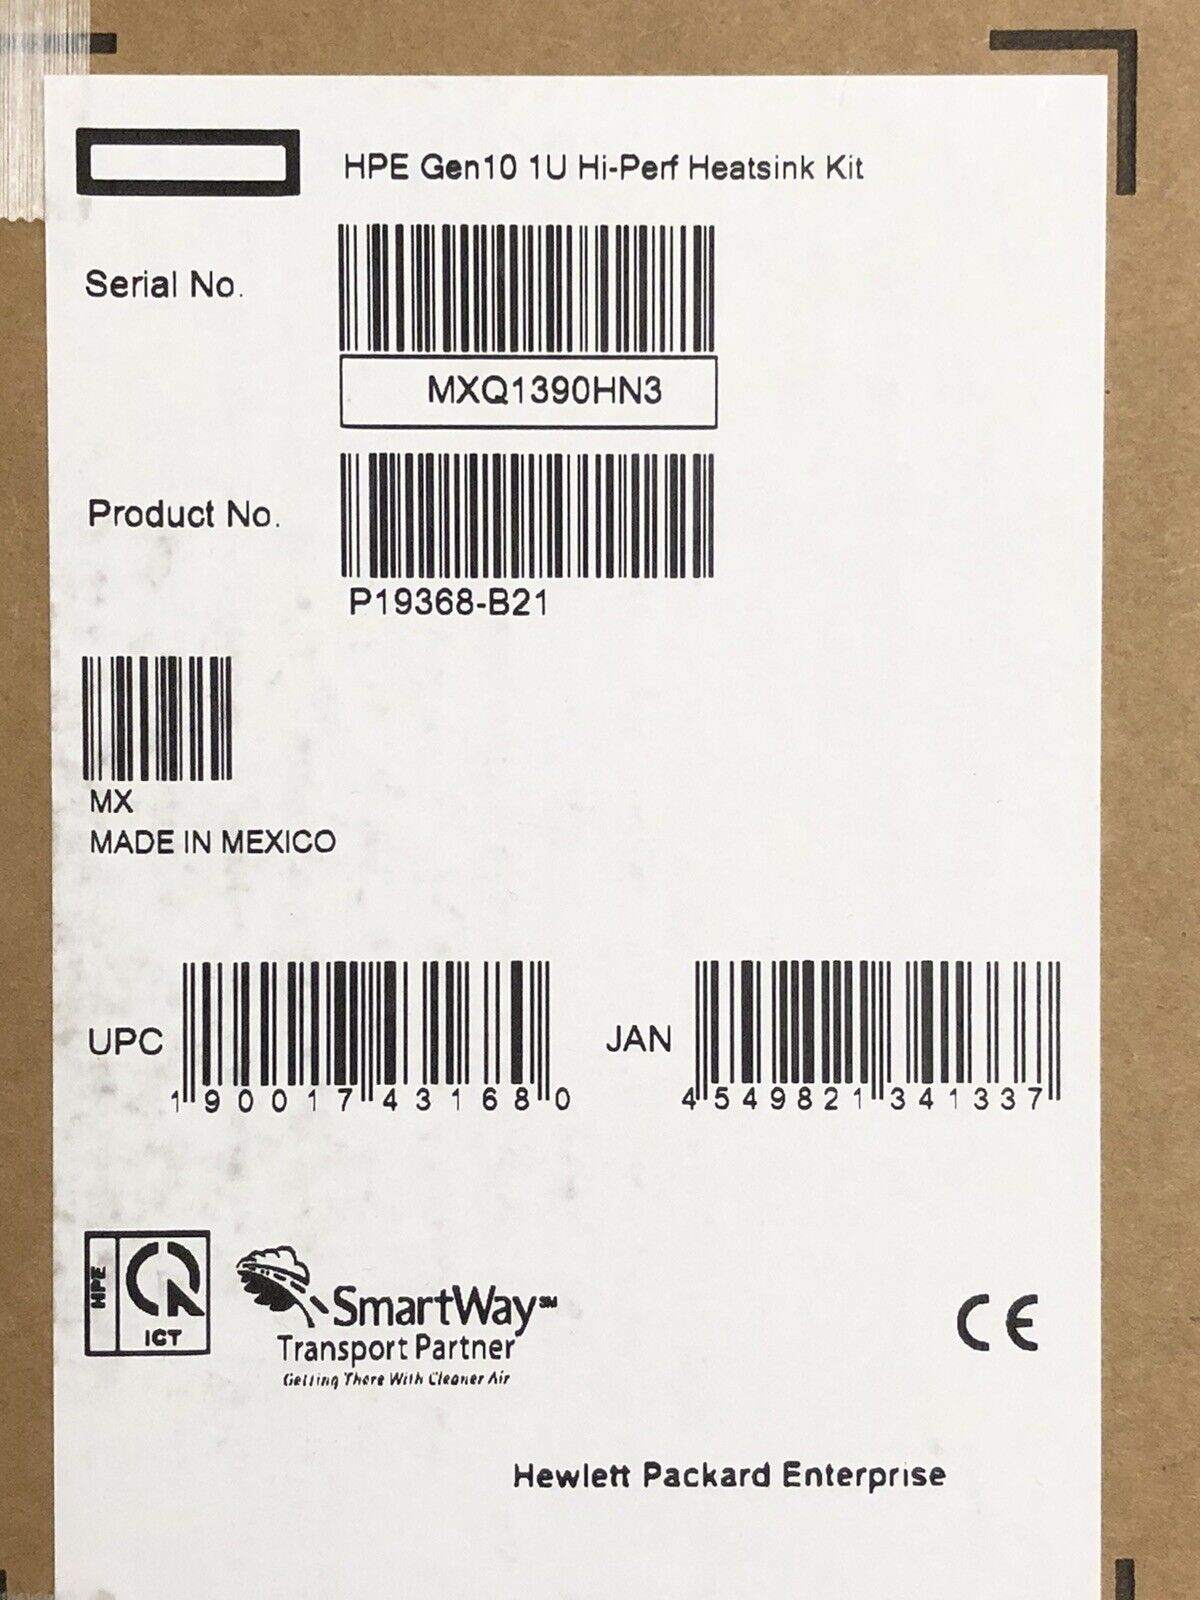 HPE Gen10 1U Hi-Perf Heatsink Kit
Serial No.
MXQ1390HN3
Product No.
P19368-B21
MX
MADE IN MEXICO
UPC
1 90017 43168 0
JAN
4 549821 341337
HPE
ICT
SmartWay℠
Transport Partner
Getting There With Cleaner Air
CE
Hewlett Packard Enterprise